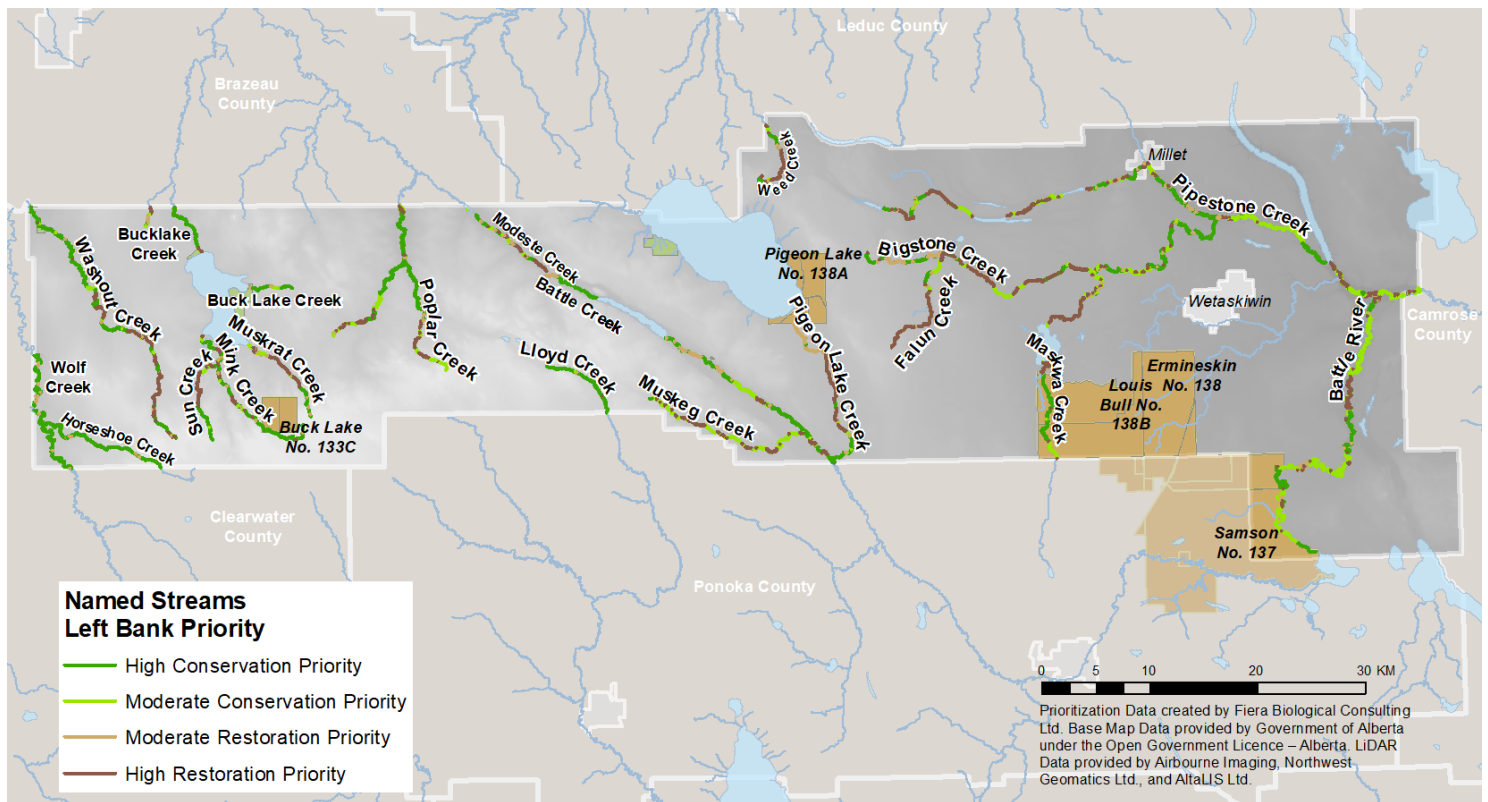 Leduc County
Brazeau
County
Millet
Weed Creek
Pipestone Creek
Bucklake
Creek
Washout Creek
Modeste Creek
Pigeon Lake
No. 138A
Bigstone Creek
Buck Lake Creek
Battle Creek
Poplar Creek
Wetaskiwin
Camrose
County
Muskrat Creek
Mink Creek
Suns Creek
Pigeon Lake Creek
Falun Creek
Maskwa Creek
Battle River
Wolf
Creek
Lloyd Creek
Muskeg Creek
Ermineskin
No. 138
Louis
Bull No.
138B
Horseshoe Creek
Buck Lake
No. 133C
Clearwater
County
Samson
No. 137
Ponoka County
Named Streams
Left Bank Priority
High Conservation Priority
Moderate Conservation Priority
Moderate Restoration Priority
High Restoration Priority
0 5 10 20 30 KM
Prioritization Data created by Fiera Biological Consulting
Ltd. Base Map Data provided by Government of Alberta
under the Open Government Licence – Alberta. LiDAR
Data provided by Airbourne Imaging, Northwest
Geomatics Ltd., and AltaLIS Ltd.